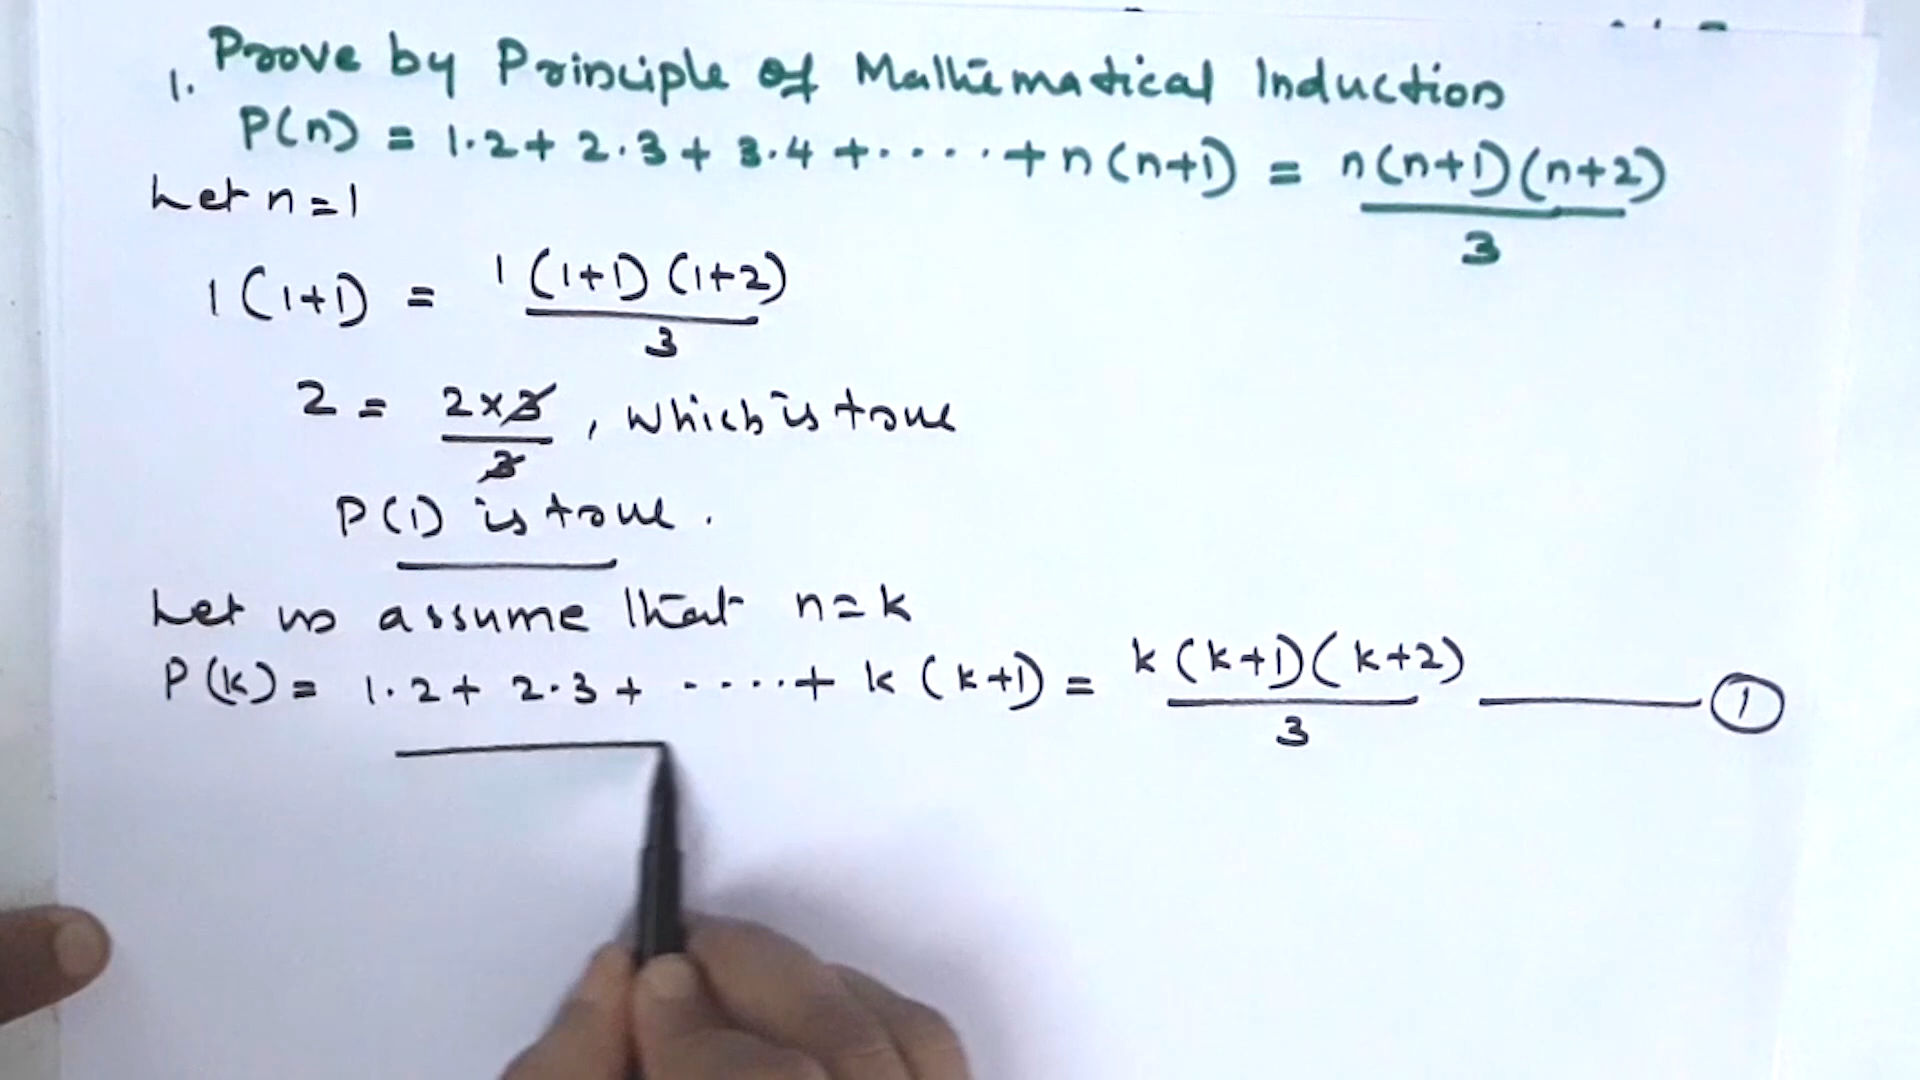 1. Prove by Principle of Mathematical Induction
P(n) = 1·2 + 2·3 + 3·4 + ····· + n(n+1) = n(n+1)(n+2)/3
Let n=1
1(1+1) = 1(1+1)(1+2)/3
2 = 2×3/3, which is true
P(1) is true.
Let us assume that n=k
P(k) = 1·2 + 2·3 + ·····+ k(k+1) = k(k+1)(k+2)/3 ——— 1